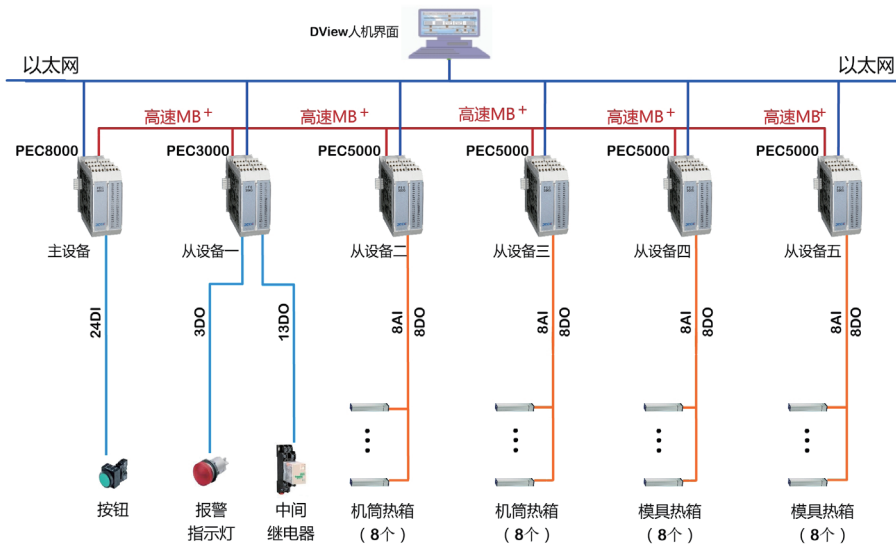 DView人机界面
以太网
以太网
高速MB+
高速MB+
高速MB+
高速MB+
高速MB+
PEC8000
PEC3000
PEC5000
PEC5000
PEC5000
PEC5000
主设备
从设备一
从设备二
从设备三
从设备四
从设备五
24DI
3DO
13DO
8AI
8DO
8AI
8DO
8AI
8DO
8AI
8DO
按钮
报警
指示灯
中间
继电器
机筒热箱
（8个）
机筒热箱
（8个）
模具热箱
（8个）
模具热箱
（8个）